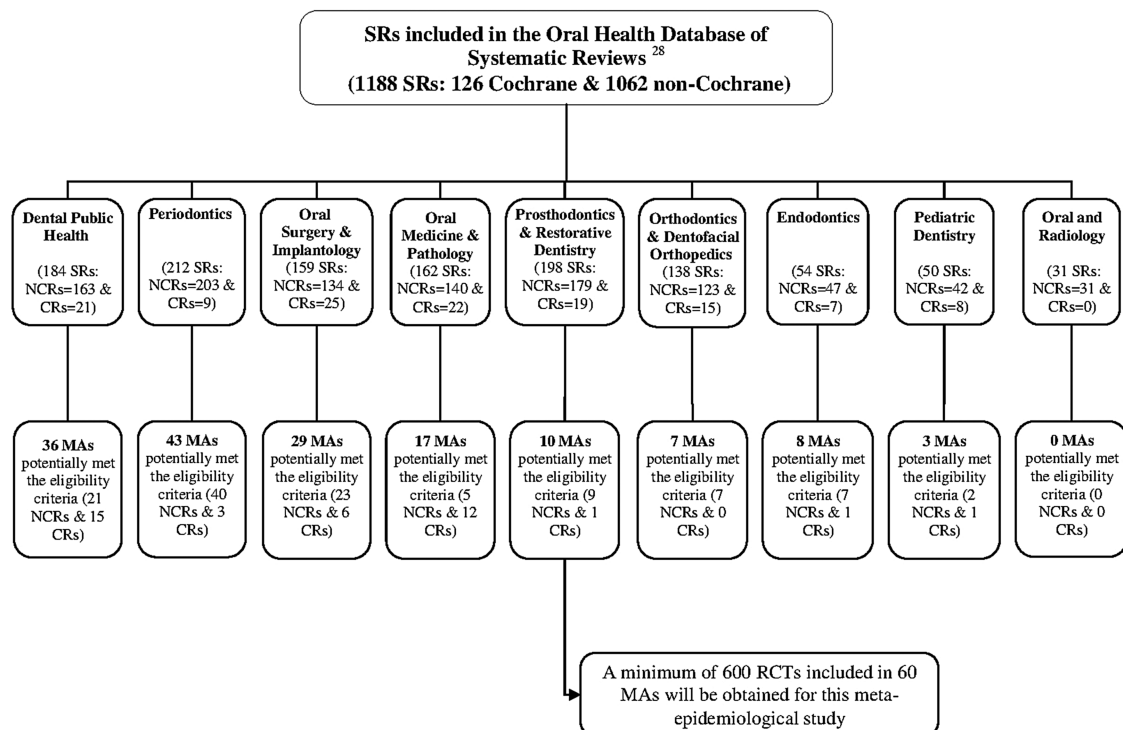 SRs included in the Oral Health Database of
Systematic Reviews 28
(1188 SRs: 126 Cochrane & 1062 non-Cochrane)
Dental Public
Health
(184 SRs:
NCRs=163 &
CRs=21)
Periodontics
(212 SRs:
NCRs=203 &
CRs=9)
Oral
Surgery &
Implantology
(159 SRs:
NCRs=134 &
CRs=25)
Oral
Medicine &
Pathology
(162 SRs:
NCRs=140 &
CRs=22)
Prosthodontics
& Restorative
Dentistry
(198 SRs:
NCRs=179 &
CRs=19)
Orthodontics
& Dentofacial
Orthopedics
(138 SRs:
NCRs=123 &
CRs=15)
Endodontics
(54 SRs:
NCRs=47 &
CRs=7)
Pediatric
Dentistry
(50 SRs:
NCRs=42 &
CRs=8)
Oral and
Radiology
(31 SRs:
NCRs=31 &
CRs=0)
36 MAs
potentially met
the eligibility
criteria (21
NCRs & 15
CRs)
43 MAs
potentially met
the eligibility
criteria (40
NCRs & 3
CRs)
29 MAs
potentially met
the eligibility
criteria (23
NCRs & 6
CRs)
17 MAs
potentially met
the eligibility
criteria (5
NCRs & 12
CRs)
10 MAs
potentially met
the eligibility
criteria (9
NCRs & 1
CRs)
7 MAs
potentially met
the eligibility
criteria (7
NCRs & 0
CRs)
8 MAs
potentially met
the eligibility
criteria (7
NCRs & 1
CRs)
3 MAs
potentially met
the eligibility
criteria (2
NCRs & 1
CRs)
0 MAs
potentially met
the eligibility
criteria (0
NCRs & 0
CRs)
A minimum of 600 RCTs included in 60
MAs will be obtained for this meta-
epidemiological study